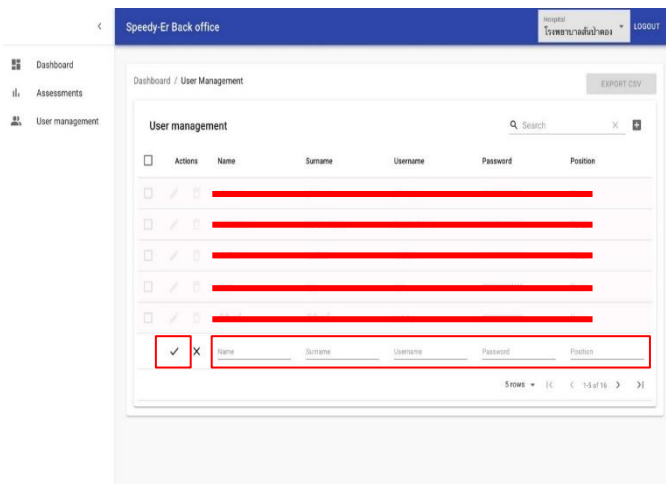 Speedy-Er Back office
Hospital
โรงพยาบาลสันป่าตอง
LOGOUT
Dashboard
Assessments
User management
Dashboard / User Management
EXPORT CSV
User management
Search
Actions Name Surname Username Password Position
Name Surname Username Password Position
5 rows 1-5 of 16